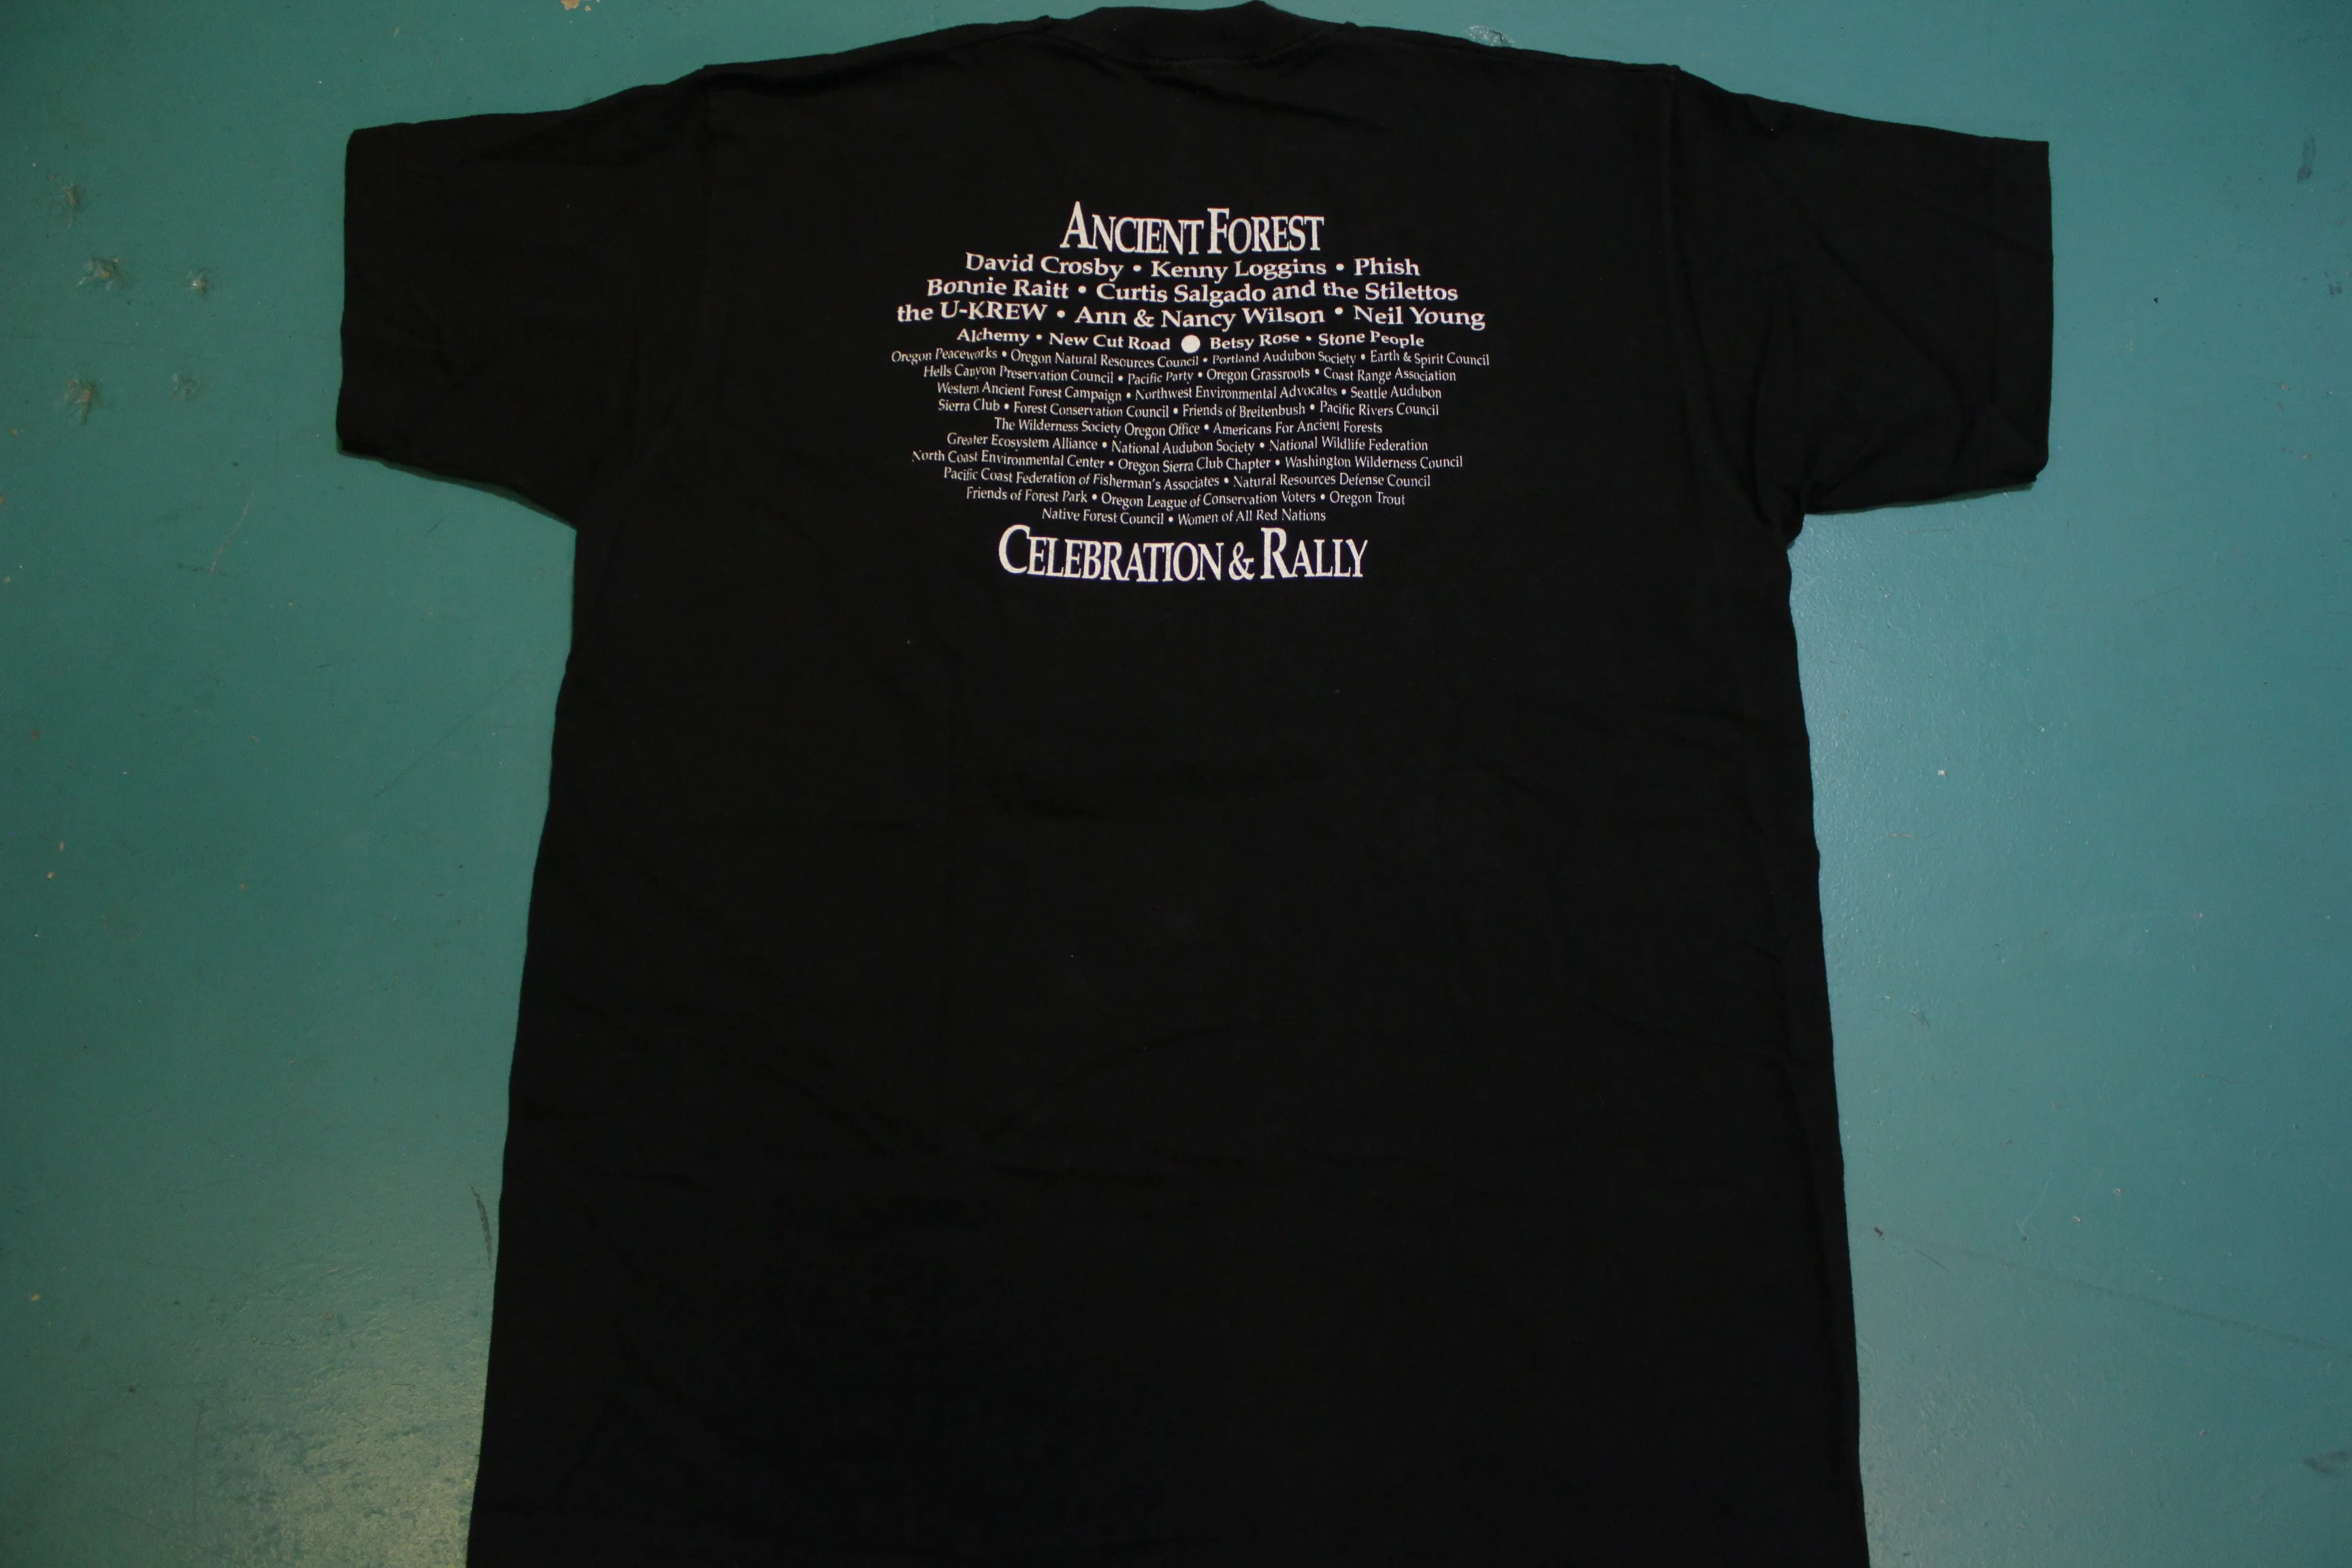 ANCIENT FOREST
David Crosby • Kenny Loggins • Phish
Bonnie Raitt • Curtis Salgado and the Stilettos
the U-KREW • Ann & Nancy Wilson • Neil Young
Alchemy • New Cut Road ● Betsy Rose • Stone People
Oregon Peaceworks • Oregon Natural Resources Council • Portland Audubon Society • Earth & Spirit Council
Hells Canyon Preservation Council • Pacific Party • Oregon Grassroots • Coast Range Association
Western Ancient Forest Campaign • Northwest Environmental Advocates • Seattle Audubon
Sierra Club • Forest Conservation Council • Friends of Breitenbush • Pacific Rivers Council
The Wilderness Society Oregon Office • Americans For Ancient Forests
Greater Ecosystem Alliance • National Audubon Society • National Wildlife Federation
North Coast Environmental Center • Oregon Sierra Club Chapter • Washington Wilderness Council
Pacific Coast Federation of Fisherman's Associates • Natural Resources Defense Council
Friends of Forest Park • Oregon League of Conservation Voters • Oregon Trout
Native Forest Council • Women of All Red Nations
CELEBRATION & RALLY